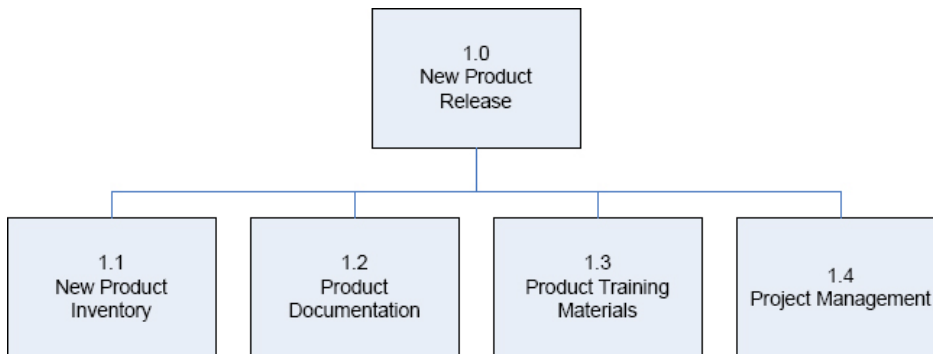 1.0
New Product
Release
1.1
New Product
Inventory
1.2
Product
Documentation
1.3
Product Training
Materials
1.4
Project Management